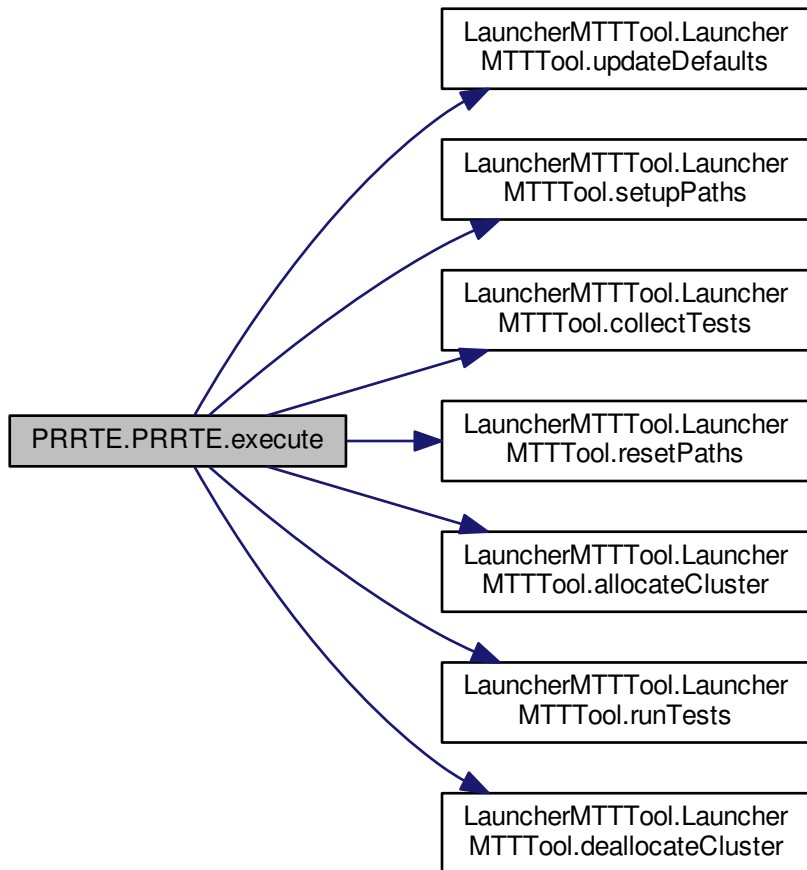 LauncherMTTTool.Launcher
MTTTool.updateDefaults
LauncherMTTTool.Launcher
MTTTool.setupPaths
LauncherMTTTool.Launcher
MTTTool.collectTests
PRRTE.PRRTE.execute
LauncherMTTTool.Launcher
MTTTool.resetPaths
LauncherMTTTool.Launcher
MTTTool.allocateCluster
LauncherMTTTool.Launcher
MTTTool.runTests
LauncherMTTTool.Launcher
MTTTool.deallocateCluster